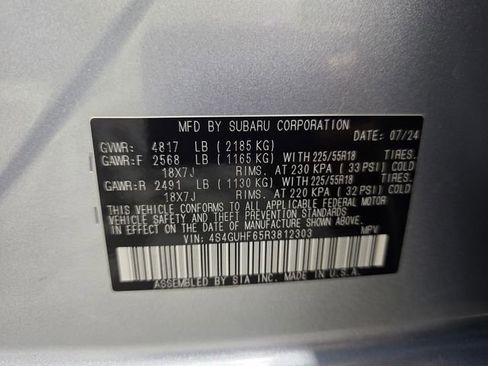 MFD BY SUBARU CORPORATION
DATE: 07/24
GVWR: 4817 LB ( 2185 KG)
GAWR:F 2568 LB ( 1165 KG) WITH 225/55R18 TIRES.
18X7J RIMS. AT 230 KPA ( 33 PSI) COLD
GAWR:R 2491 LB ( 1130 KG) WITH 225/55R18 TIRES.
18X7J RIMS. AT 220 KPA ( 32 PSI) COLD
THIS VEHICLE CONFORMS TO ALL APPLICABLE FEDERAL MOTOR
VEHICLE SAFETY AND THEFT PREVENTION STANDARDS
IN EFFECT ON THE DATE OF MANUFACTURE SHOWN ABOVE.
VIN: 4S4GUHF65R3812303 MPV
ASSEMBLED BY SIA INC. MADE IN U.S.A.